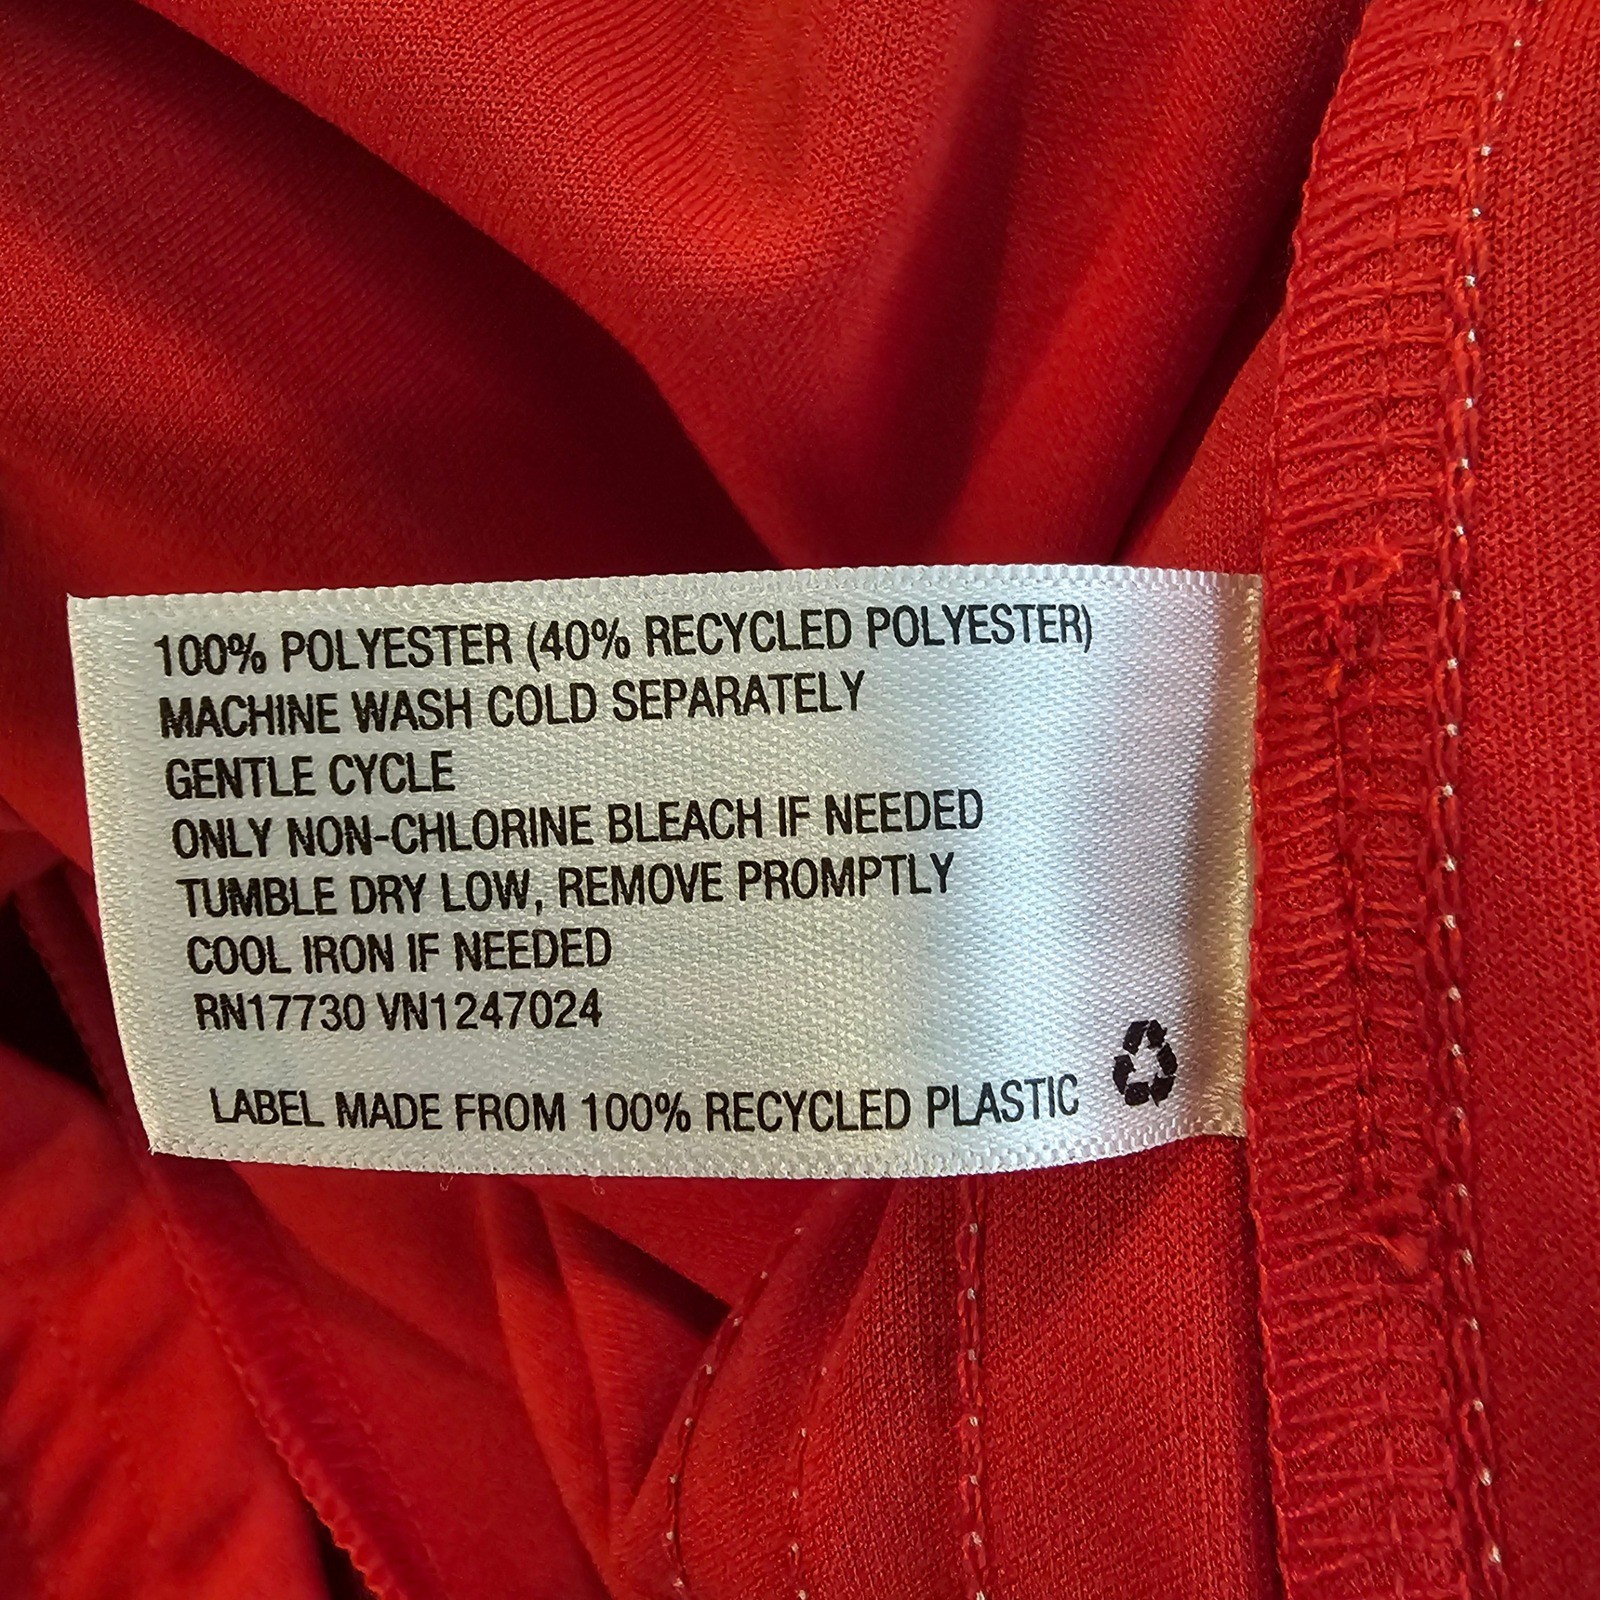 100% POLYESTER (40% RECYCLED POLYESTER)
MACHINE WASH COLD SEPARATELY
GENTLE CYCLE
ONLY NON-CHLORINE BLEACH IF NEEDED
TUMBLE DRY LOW, REMOVE PROMPTLY
COOL IRON IF NEEDED
RN17730 VN1247024
LABEL MADE FROM 100% RECYCLED PLASTIC